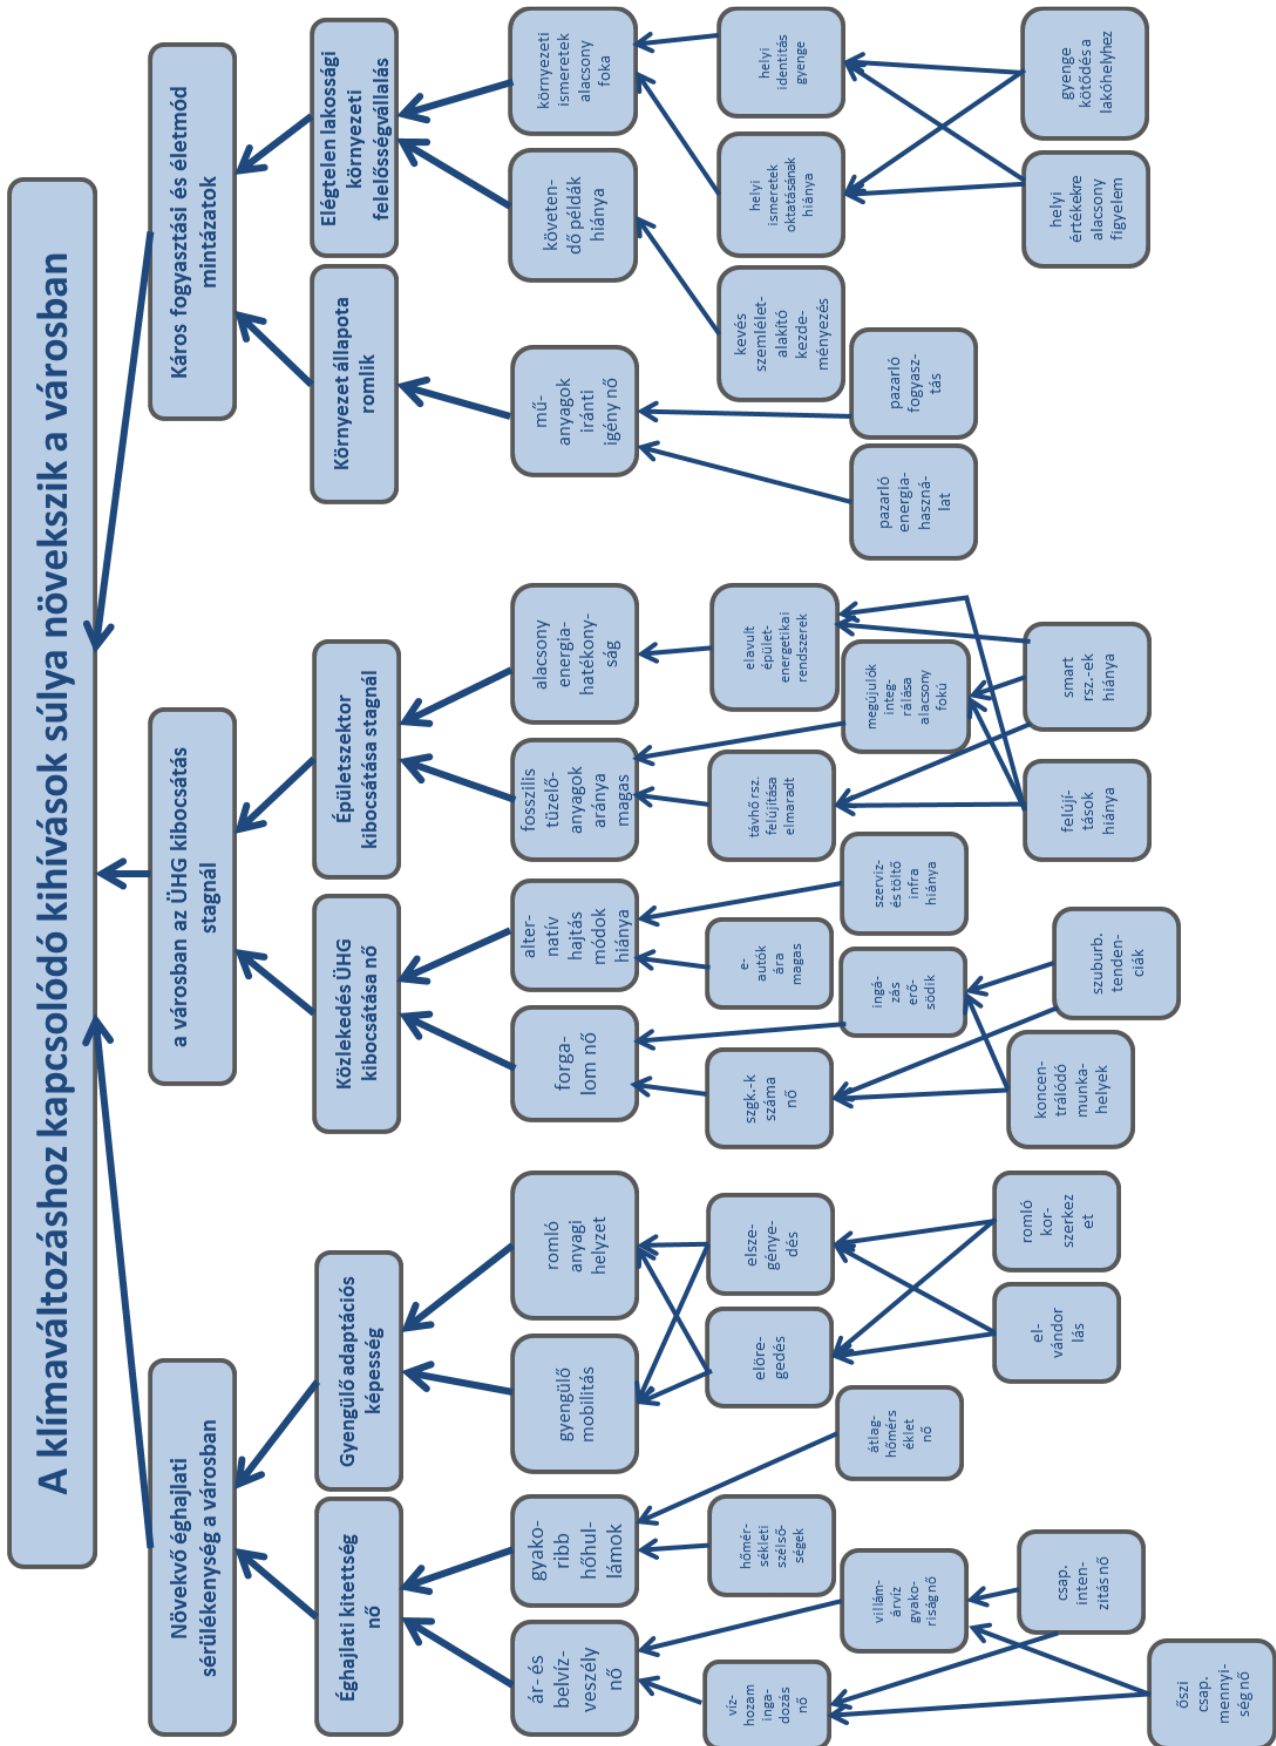 A klímaváltozáshoz kapcsolódó kihívások súlya növekszik a városban
Növekvő éghajlati
sérülékenység a városban
a városban az ÜHG kibocsátás
stagnál
Káros fogyasztási és életmód
mintázatok
Éghajlati kitettség
nő
Gyengülő adaptációs
képesség
Közlekedés ÜHG
kibocsátása nő
Épületszektor
kibocsátása stagnál
Környezet állapota
romlik
Elégtelen lakossági
környezeti
felelősségvállalás
ár- és
belvíz-
veszély
nő
gyako-
ribb
hőhul-
lámok
gyengülő
mobilitás
romló
anyagi
helyzet
forga-
lom nő
alter-
natív
hajtás
módok
hiánya
fosszilis
tüzelő-
anyagok
aránya
magas
alacsony
energia-
hatékony-
ság
mű-
anyagok
iránti
igény nő
követen-
dő példák
hiánya
környezeti
ismeretek
alacsony
foka
víz-
hozam
inga-
dozás
nő
hőmér-
sékleti
szélső-
ségek
elöre-
gedés
elsze-
gényе-
dés
szgk.-k
száma
nő
e-
autók
ára
magas
távhő rsz.
felújítása
elmaradt
elavult
épület-
energetikai
rendszerek
kevés
szemlélet-
alakító
kezde-
ményezés
helyi
ismeretek
oktatásának
hiánya
helyi
identitás
gyenge
villám-
árvíz
gyako-
riság nő
átlag-
hőmérs
éklet
nő
ingá-
zás
erő-
södik
szerviz-
és töltő
infra
hiánya
megújulók
integ-
rálása
alacsony
fokú
pazarló
energia-
haszná-
lat
pazarló
fogyasz-
tás
őszi
csap.
mennyi-
ség nő
csap.
inten-
zitás nő
el-
vándor
lás
romló
kor-
szerkez
et
koncen-
trálódó
munka-
helyek
szuburb.
tenden-
ciák
felújí-
tások
hiánya
smart
rsz.-ek
hiánya
helyi
értékekre
alacsony
figyelem
gyenge
kötődés a
lakóhelyhez